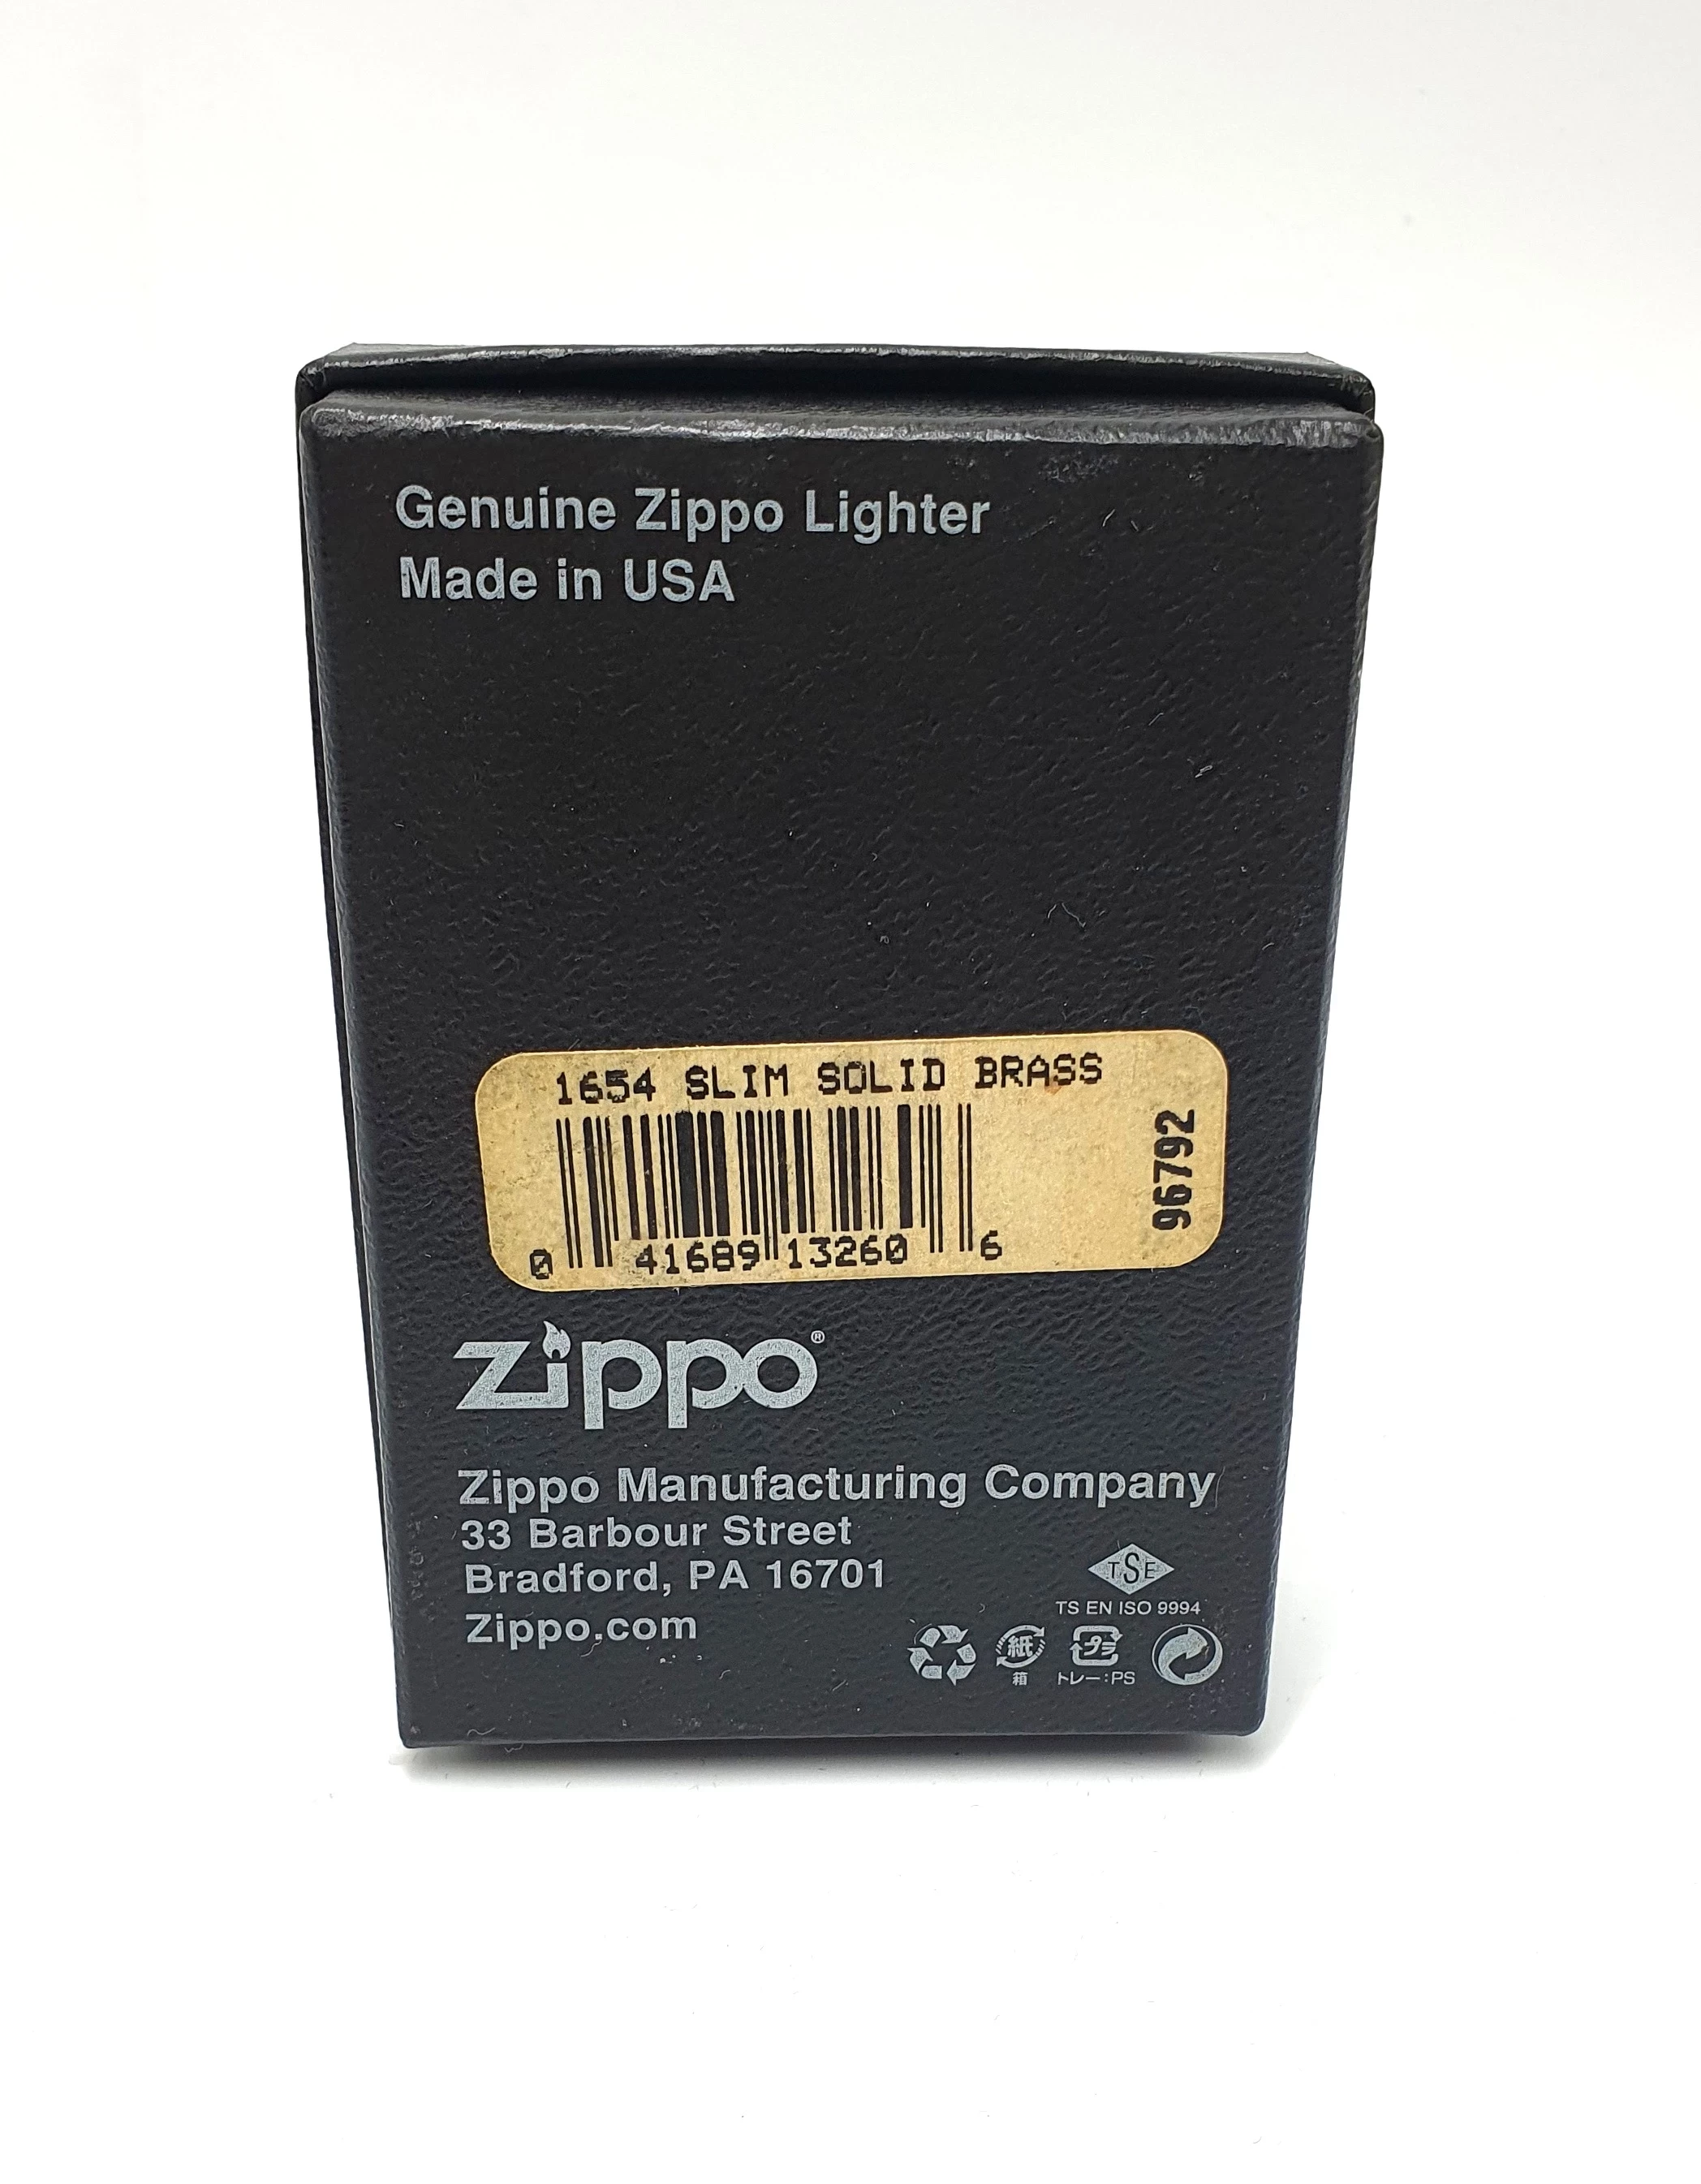 Genuine Zippo Lighter
Made in USA
1654 SLIM SOLID BRASS
96792
0 41689 13260 6
zippo®
Zippo Manufacturing Company
33 Barbour Street
Bradford, PA 16701
Zippo.com
TSE
TS EN ISO 9994
紙 プラ
箱 トレー:PS